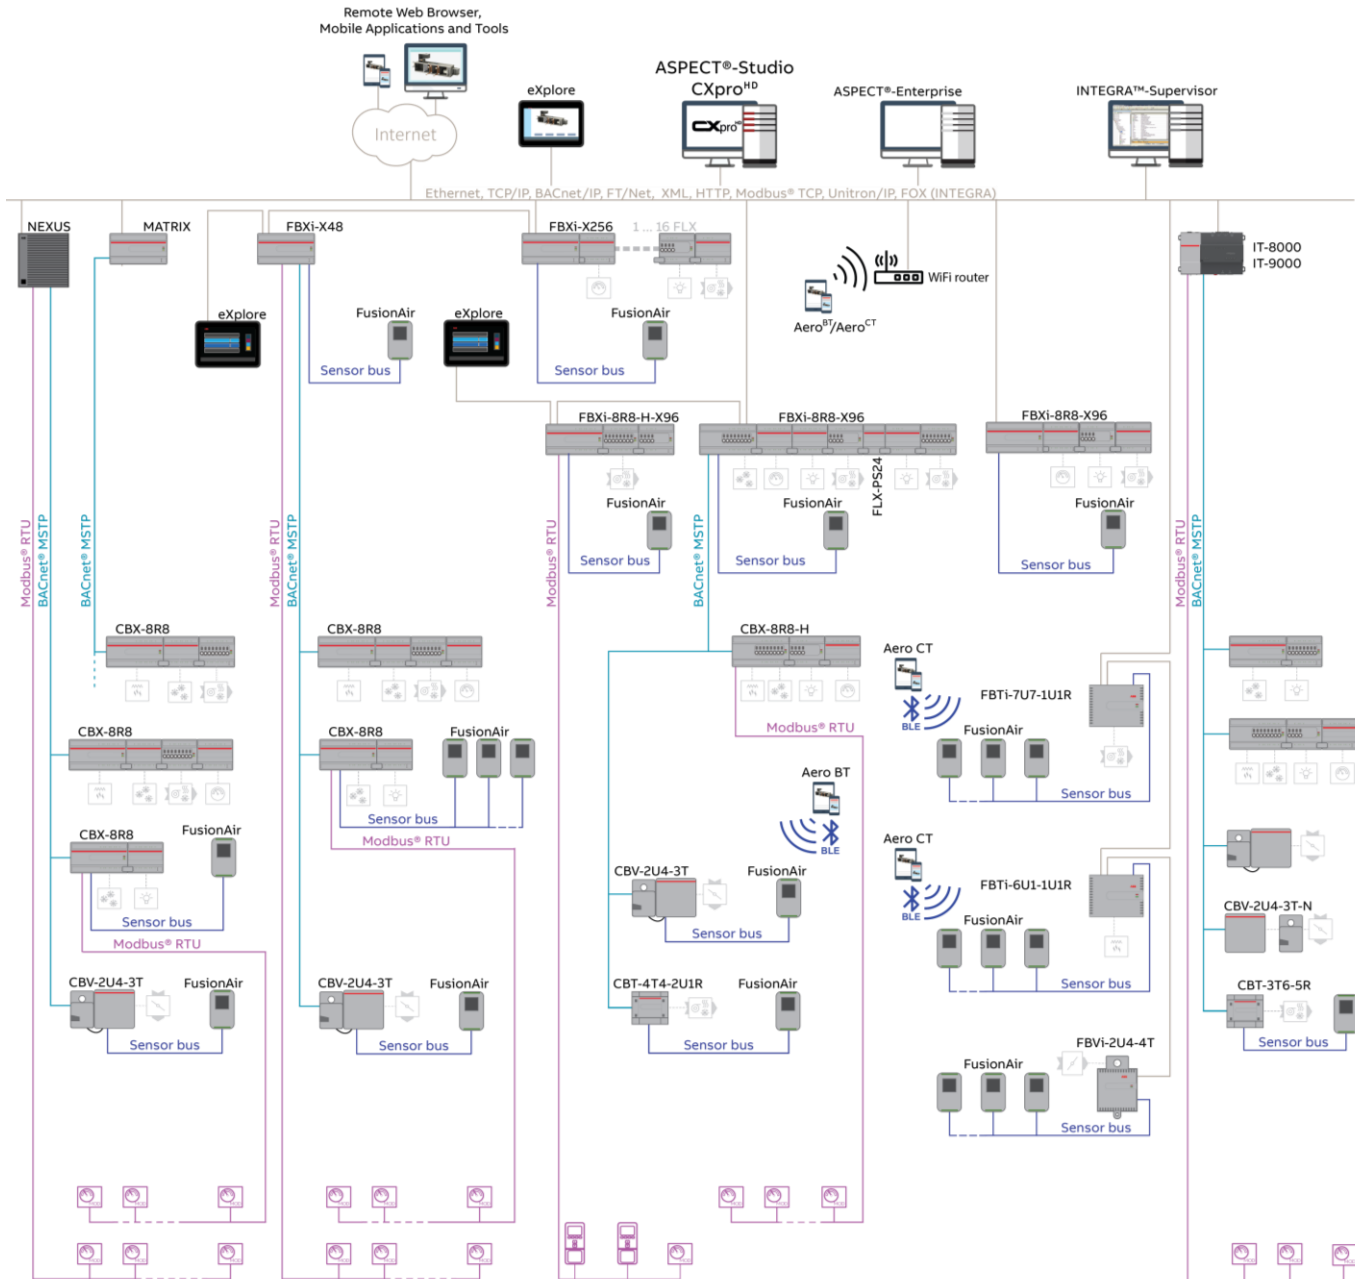 Remote Web Browser,
Mobile Applications and Tools
Internet
eXplore
ASPECT®-Studio
CXproᴴᴰ
CXproᴴᴰ
ASPECT®-Enterprise
INTEGRA™-Supervisor
Ethernet, TCP/IP, BACnet/IP, FT/Net, XML, HTTP, Modbus® TCP, Unitron/IP, FOX (INTEGRA)
NEXUS
MATRIX
FBXi-X48
FBXi-X256
1 ... 16 FLX
IT-8000
IT-9000
WiFi router
Aeroᴮᵀ/Aeroᶜᵀ
eXplore
FusionAir
Sensor bus
eXplore
FusionAir
Sensor bus
FBXi-8R8-H-X96
FBXi-8R8-X96
FBXi-8R8-X96
FLX-PS24
FusionAir
Sensor bus
FusionAir
Sensor bus
FusionAir
Sensor bus
Modbus® RTU
BACnet® MSTP
BACnet® MSTP
Modbus® RTU
BACnet® MSTP
Modbus® RTU
BACnet® MSTP
Modbus® RTU
BACnet® MSTP
CBX-8R8
CBX-8R8
CBX-8R8-H
Modbus® RTU
Aero CT
BLE
FBTi-7U7-1U1R
FusionAir
Sensor bus
CBX-8R8
CBX-8R8
FusionAir
Sensor bus
Modbus® RTU
Aero BT
BLE
CBX-8R8
FusionAir
Sensor bus
Modbus® RTU
Aero CT
BLE
FBTi-6U1-1U1R
FusionAir
Sensor bus
CBV-2U4-3T
FusionAir
Sensor bus
CBV-2U4-3T-N
CBV-2U4-3T
FusionAir
Sensor bus
CBV-2U4-3T
FusionAir
Sensor bus
CBT-4T4-2U1R
FusionAir
Sensor bus
CBT-3T6-5R
Sensor bus
FBVi-2U4-4T
FusionAir
Sensor bus